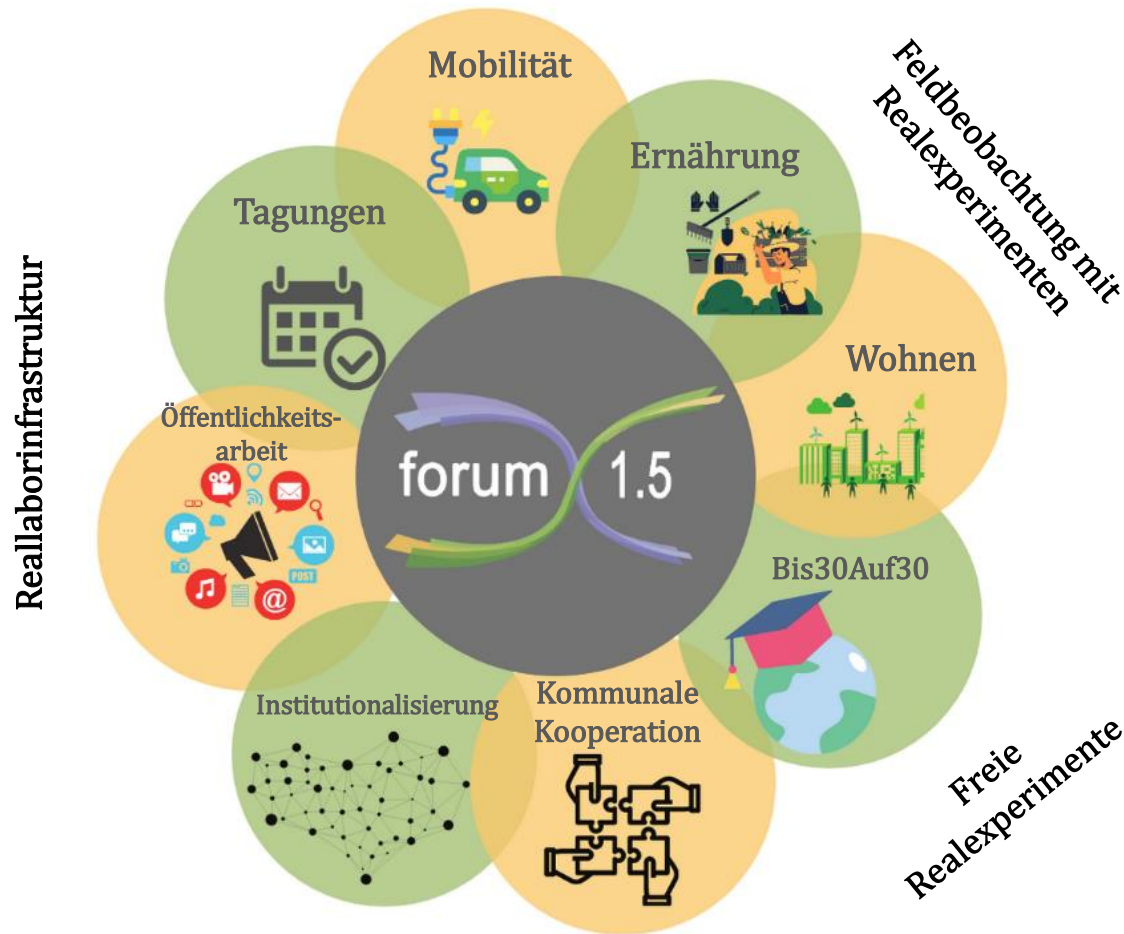 Mobilität
Ernährung
Tagungen
Wohnen
Öffentlichkeits-
arbeit
forum 1.5
Bis30Auf30
POST
@
Institutionalisierung
Kommunale
Kooperation
Reallaborinfrastruktur
Feldbeobachtung mit
Realexperimenten
Freie
Realexperimente